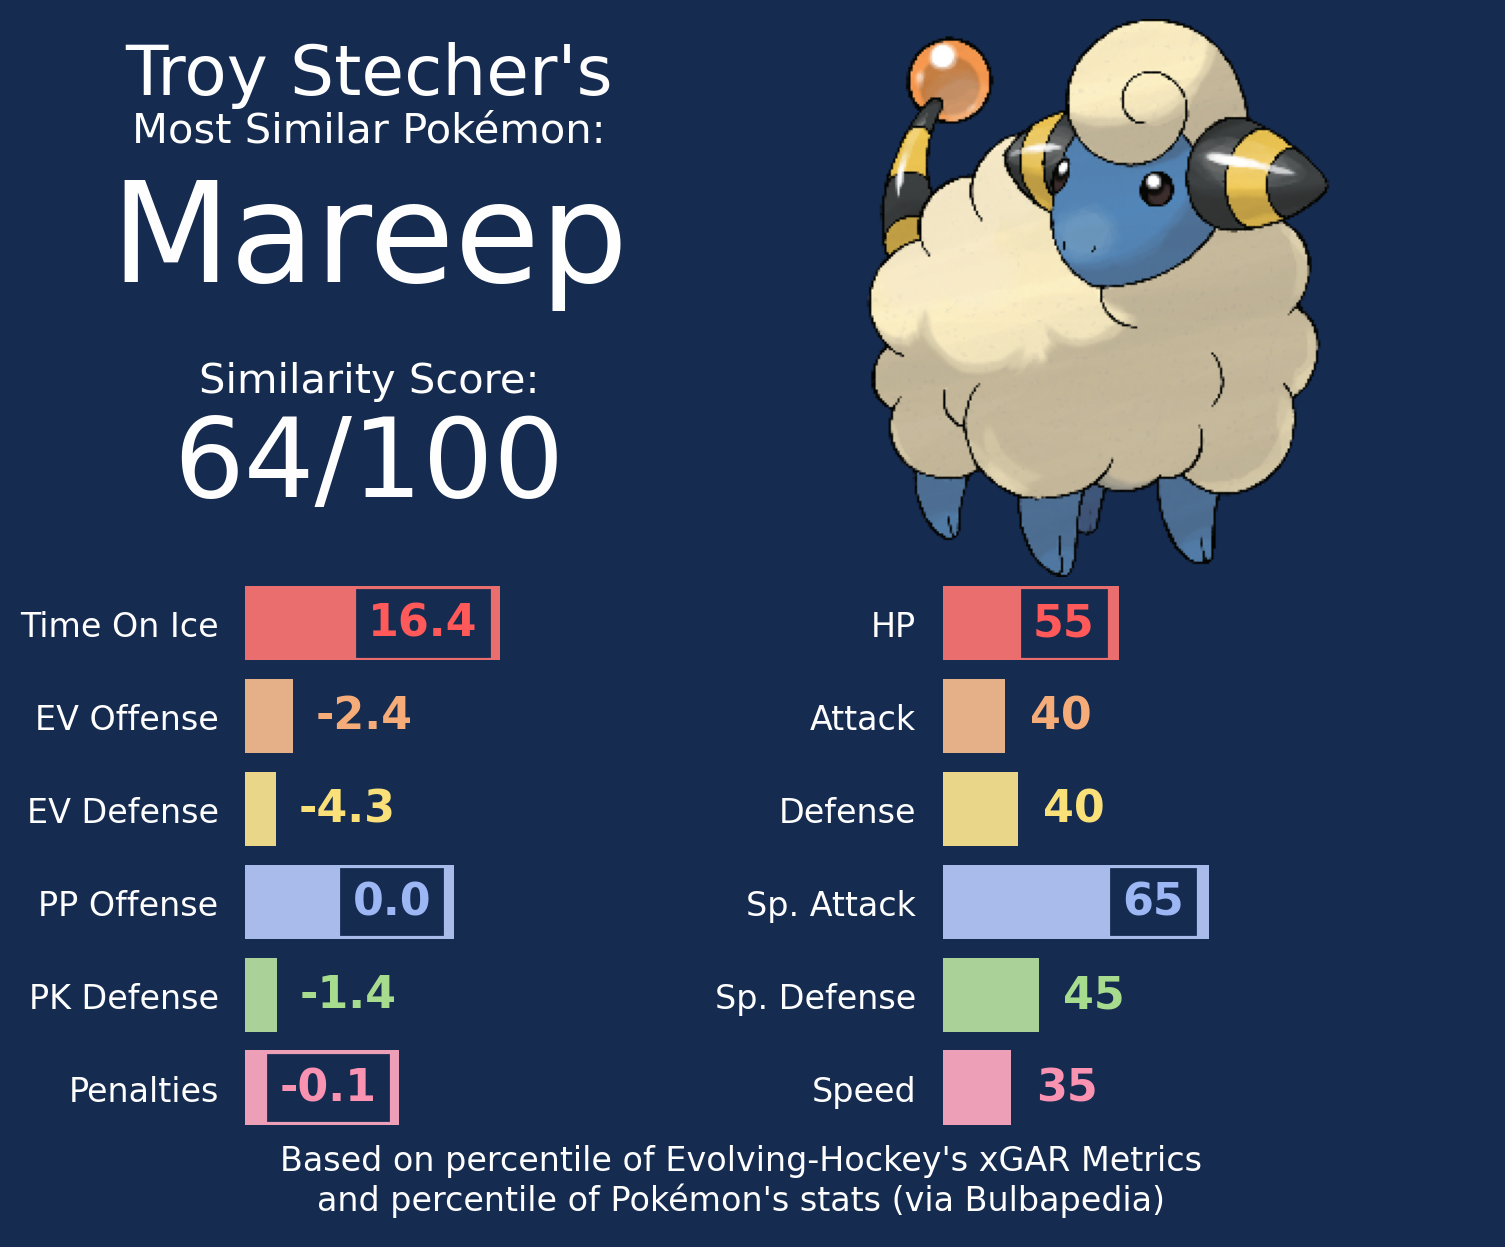 Troy Stecher's
Most Similar Pokémon:
Mareep
Similarity Score:
64/100
Time On Ice 16.4
EV Offense -2.4
EV Defense -4.3
PP Offense 0.0
PK Defense -1.4
Penalties -0.1
HP 55
Attack 40
Defense 40
Sp. Attack 65
Sp. Defense 45
Speed 35
Based on percentile of Evolving-Hockey's xGAR Metrics
and percentile of Pokémon's stats (via Bulbapedia)